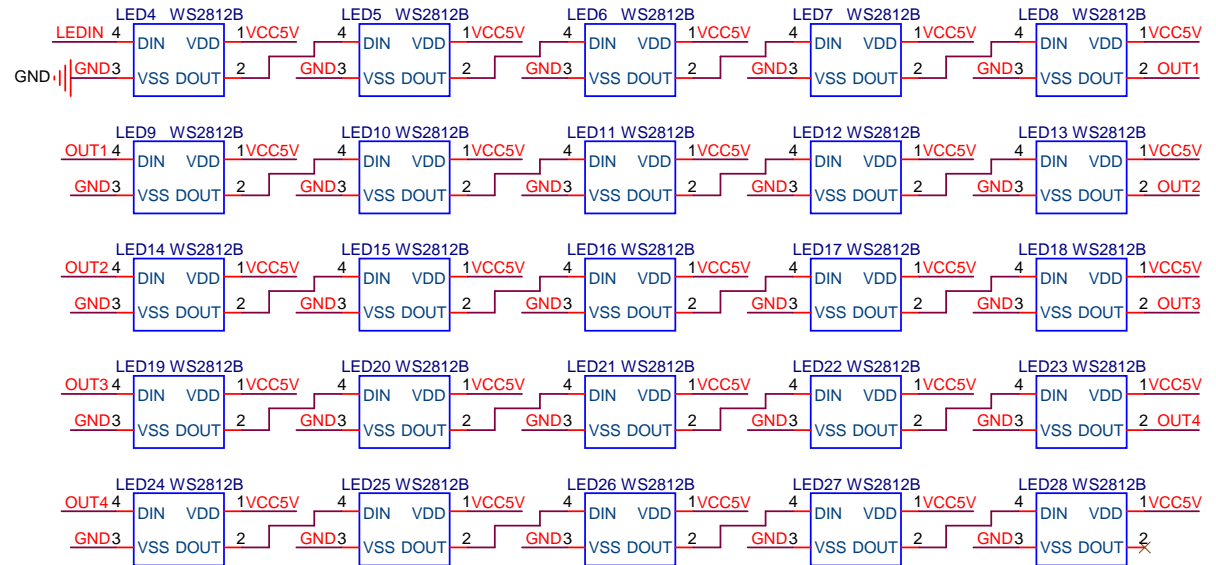 LED4 WS2812B LED5 WS2812B LED6 WS2812B LED7 WS2812B LED8 WS2812B
LEDIN 4 DIN VDD 1 VCC5V 4 DIN VDD 1 VCC5V 4 DIN VDD 1 VCC5V 4 DIN VDD 1 VCC5V 4 DIN VDD 1 VCC5V
GND GND 3 VSS DOUT 2 GND 3 VSS DOUT 2 GND 3 VSS DOUT 2 GND 3 VSS DOUT 2 GND 3 VSS DOUT 2 OUT1
LED9 WS2812B LED10 WS2812B LED11 WS2812B LED12 WS2812B LED13 WS2812B
OUT1 4 DIN VDD 1 VCC5V 4 DIN VDD 1 VCC5V 4 DIN VDD 1 VCC5V 4 DIN VDD 1 VCC5V 4 DIN VDD 1 VCC5V
GND 3 VSS DOUT 2 GND 3 VSS DOUT 2 GND 3 VSS DOUT 2 GND 3 VSS DOUT 2 GND 3 VSS DOUT 2 OUT2
LED14 WS2812B LED15 WS2812B LED16 WS2812B LED17 WS2812B LED18 WS2812B
OUT2 4 DIN VDD 1 VCC5V 4 DIN VDD 1 VCC5V 4 DIN VDD 1 VCC5V 4 DIN VDD 1 VCC5V 4 DIN VDD 1 VCC5V
GND 3 VSS DOUT 2 GND 3 VSS DOUT 2 GND 3 VSS DOUT 2 GND 3 VSS DOUT 2 GND 3 VSS DOUT 2 OUT3
LED19 WS2812B LED20 WS2812B LED21 WS2812B LED22 WS2812B LED23 WS2812B
OUT3 4 DIN VDD 1 VCC5V 4 DIN VDD 1 VCC5V 4 DIN VDD 1 VCC5V 4 DIN VDD 1 VCC5V 4 DIN VDD 1 VCC5V
GND 3 VSS DOUT 2 GND 3 VSS DOUT 2 GND 3 VSS DOUT 2 GND 3 VSS DOUT 2 GND 3 VSS DOUT 2 OUT4
LED24 WS2812B LED25 WS2812B LED26 WS2812B LED27 WS2812B LED28 WS2812B
OUT4 4 DIN VDD 1 VCC5V 4 DIN VDD 1 VCC5V 4 DIN VDD 1 VCC5V 4 DIN VDD 1 VCC5V 4 DIN VDD 1 VCC5V
GND 3 VSS DOUT 2 GND 3 VSS DOUT 2 GND 3 VSS DOUT 2 GND 3 VSS DOUT 2 GND 3 VSS DOUT 2